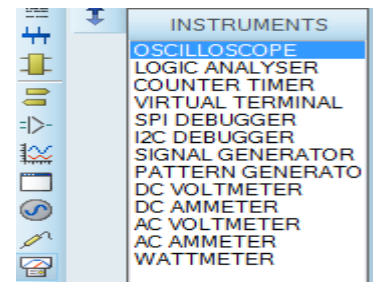 INSTRUMENTS
OSCILLOSCOPE
LOGIC ANALYSER
COUNTER TIMER
VIRTUAL TERMINAL
SPI DEBUGGER
I2C DEBUGGER
SIGNAL GENERATOR
PATTERN GENERATO
DC VOLTMETER
DC AMMETER
AC VOLTMETER
AC AMMETER
WATTMETER